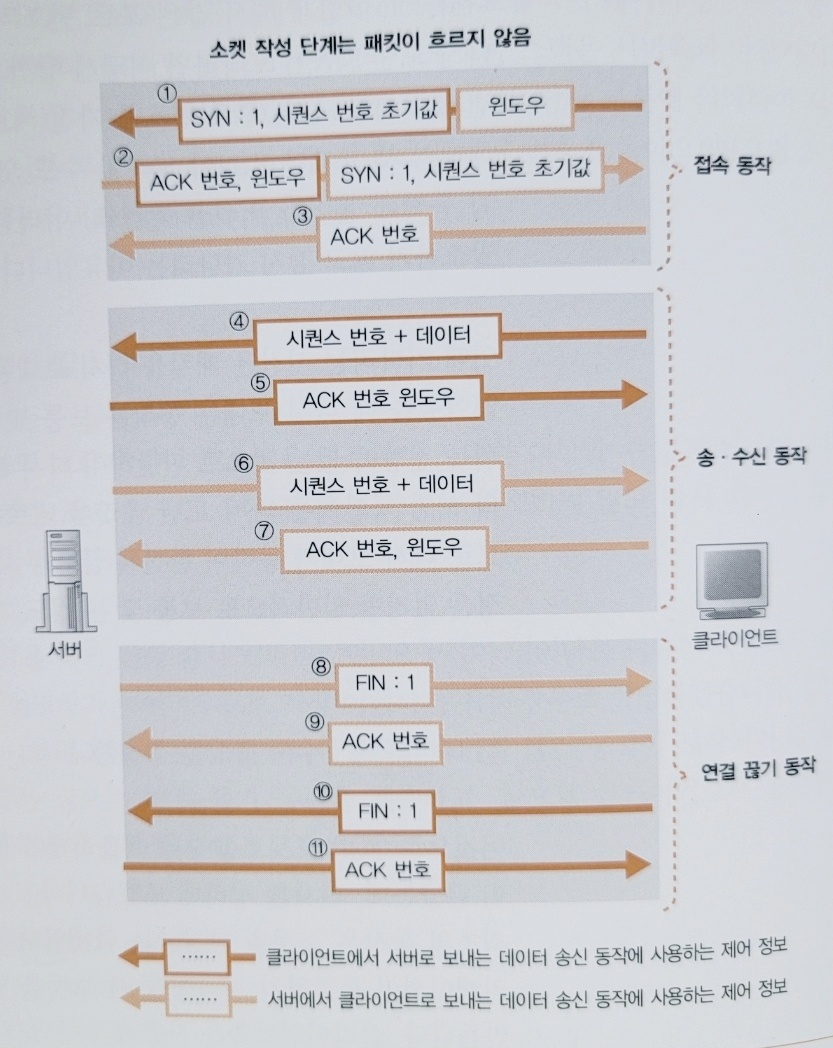 소켓 작성 단계는 패킷이 흐르지 않음
① SYN : 1, 시퀀스 번호 초기값 윈도우
② ACK 번호, 윈도우 SYN : 1, 시퀀스 번호 초기값
③ ACK 번호
접속 동작
④ 시퀀스 번호 + 데이터
⑤ ACK 번호 윈도우
⑥ 시퀀스 번호 + 데이터
⑦ ACK 번호, 윈도우
송 · 수신 동작
서버
클라이언트
⑧ FIN : 1
⑨ ACK 번호
⑩ FIN : 1
⑪ ACK 번호
연결 끊기 동작
…… 클라이언트에서 서버로 보내는 데이터 송신 동작에 사용하는 제어 정보
…… 서버에서 클라이언트로 보내는 데이터 송신 동작에 사용하는 제어 정보